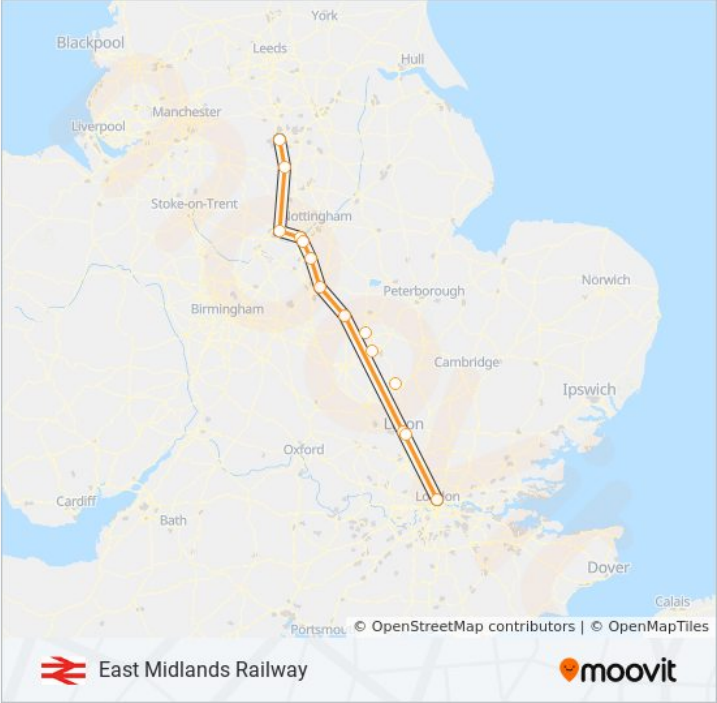 York
Blackpool
Leeds
Hull
Manchester
Liverpool
Stoke-on-Trent
Nottingham
Norwich
Peterborough
Birmingham
Cambridge
Ipswich
Luton
Oxford
London
Cardiff
Bath
Dover
Calais
Portsmou
© OpenStreetMap contributors | © OpenMapTiles
East Midlands Railway
moovit